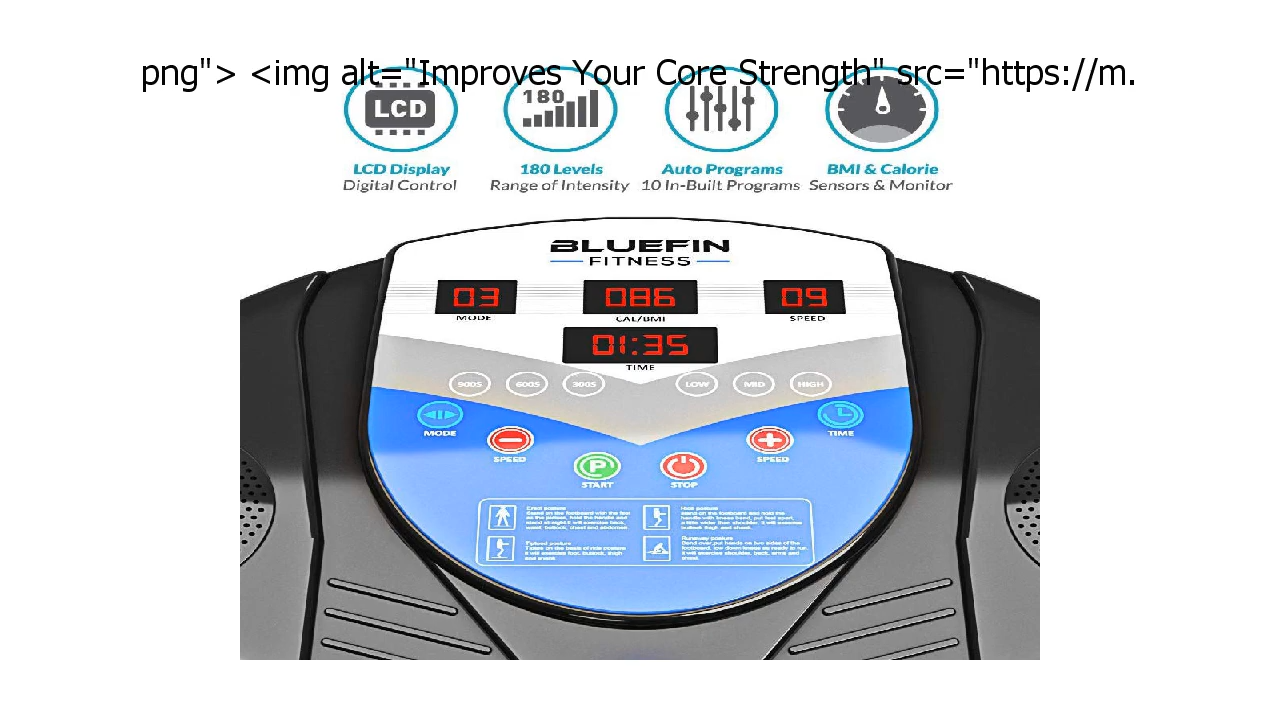 png"> <img alt="Improves Your Core Strength" src="https://m.
LCD
180
LCD Display
Digital Control
180 Levels
Range of Intensity
Auto Programs
10 In-Built Programs
BMI & Calorie
Sensors & Monitor
BLUEFIN
FITNESS
03
086
09
MODE
CAL/BMI
SPEED
01:35
TIME
900S
600S
300S
LOW
MID
HIGH
MODE
TIME
SPEED
SPEED
P
START
STOP